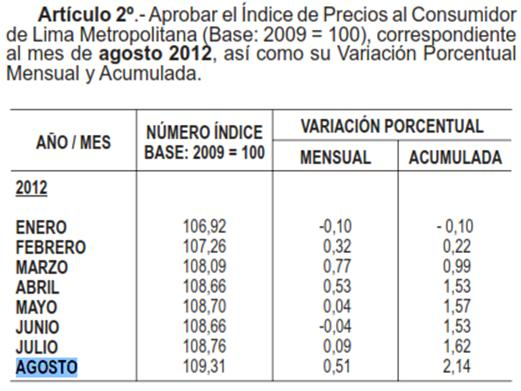 Artículo 2º.- Aprobar el Índice de Precios al Consumidor
de Lima Metropolitana (Base: 2009 = 100), correspondiente
al mes de agosto 2012, así como su Variación Porcentual
Mensual y Acumulada.
AÑO / MES NÚMERO ÍNDICE BASE: 2009 = 100 VARIACIÓN PORCENTUAL
MENSUAL ACUMULADA
2012
ENERO 106,92 -0,10 - 0,10
FEBRERO 107,26 0,32 0,22
MARZO 108,09 0,77 0,99
ABRIL 108,66 0,53 1,53
MAYO 108,70 0,04 1,57
JUNIO 108,66 -0,04 1,53
JULIO 108,76 0,09 1,62
AGOSTO 109,31 0,51 2,14